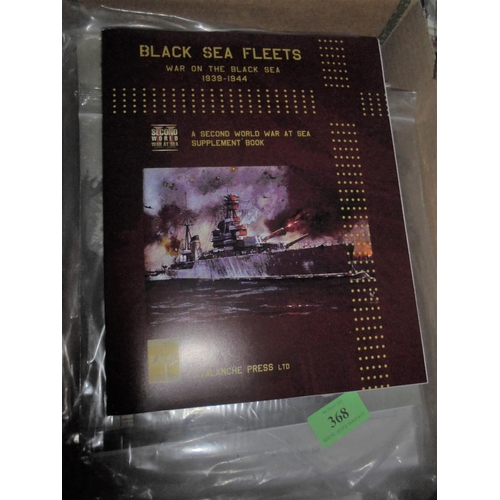 BLACK SEA FLEETS
WAR ON THE BLACK SEA
1939-1944
SECOND
WORLD
WAR AT SEA
A SECOND WORLD WAR AT SEA
SUPPLEMENT BOOK
AVALANCHE PRESS LTD
368